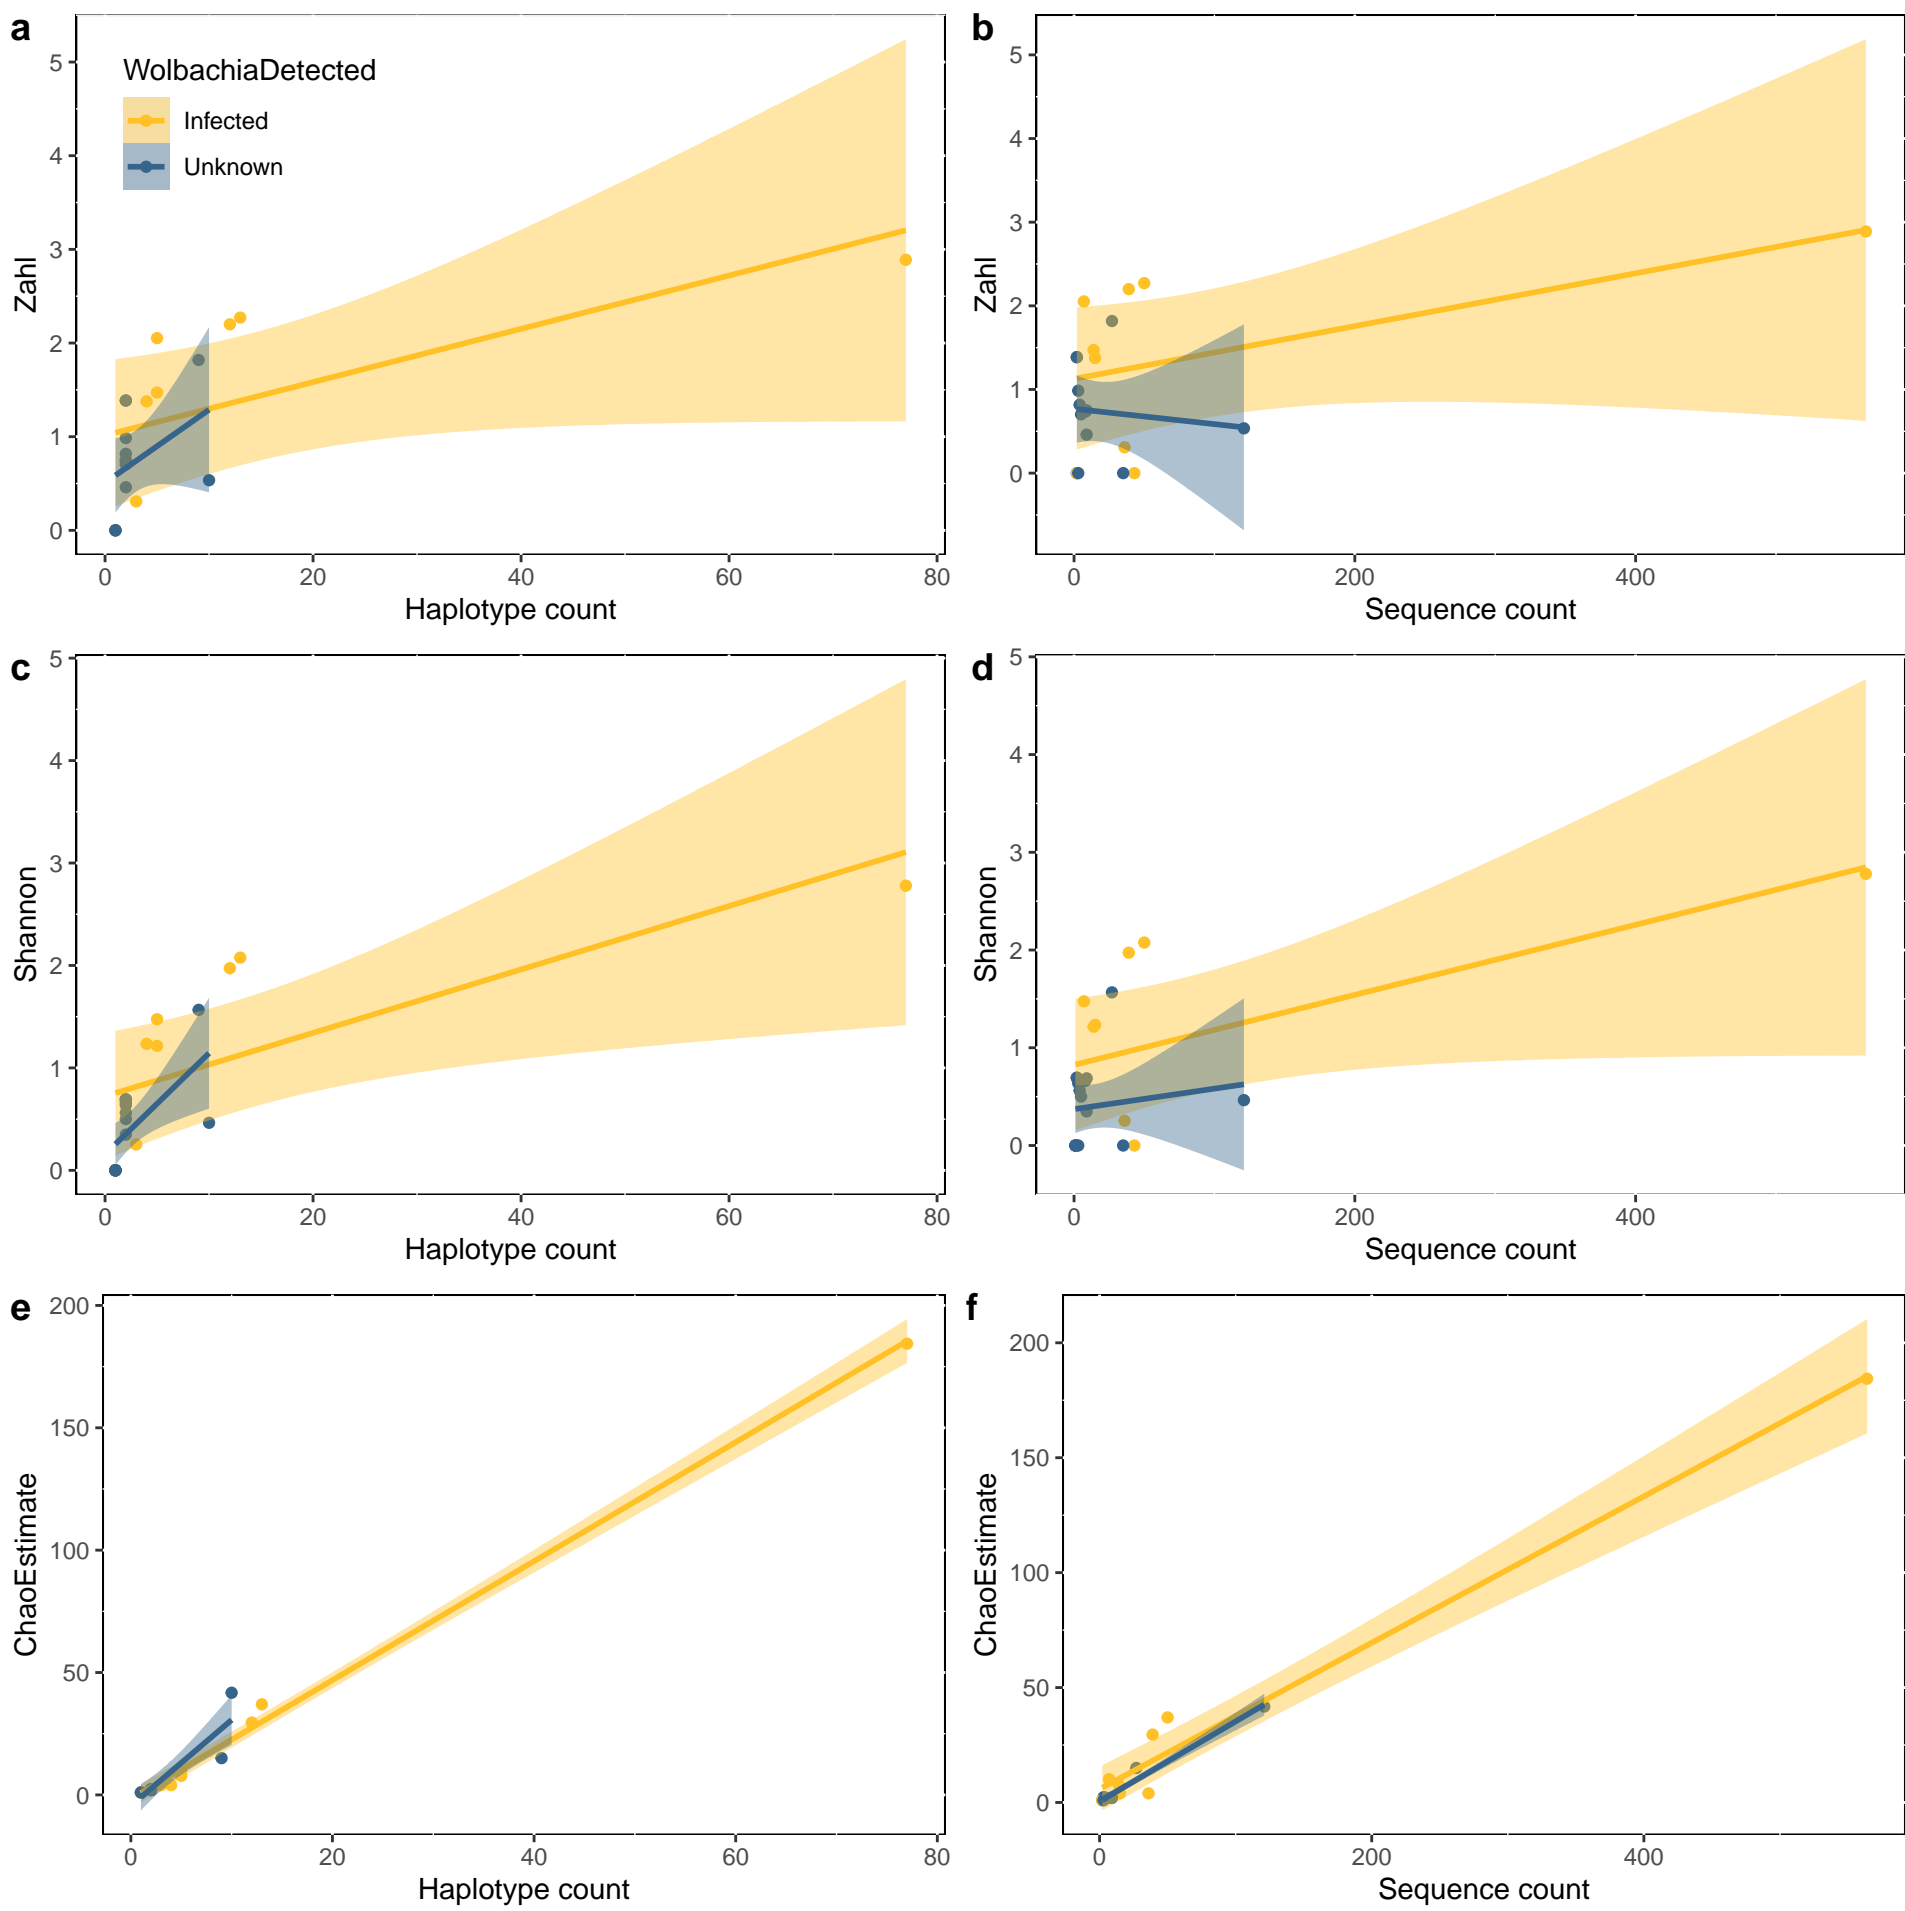 a
WolbachiaDetected
Infected
Unknown
Zahl
5
4
3
2
1
0
0 20 40 60 80
Haplotype count
b
Zahl
5
4
3
2
1
0
0 200 400
Sequence count
c
Shannon
5
4
3
2
1
0
0 20 40 60 80
Haplotype count
d
Shannon
5
4
3
2
1
0
0 200 400
Sequence count
e
ChaoEstimate
200
150
100
50
0
0 20 40 60 80
Haplotype count
f
ChaoEstimate
200
150
100
50
0
0 200 400
Sequence count